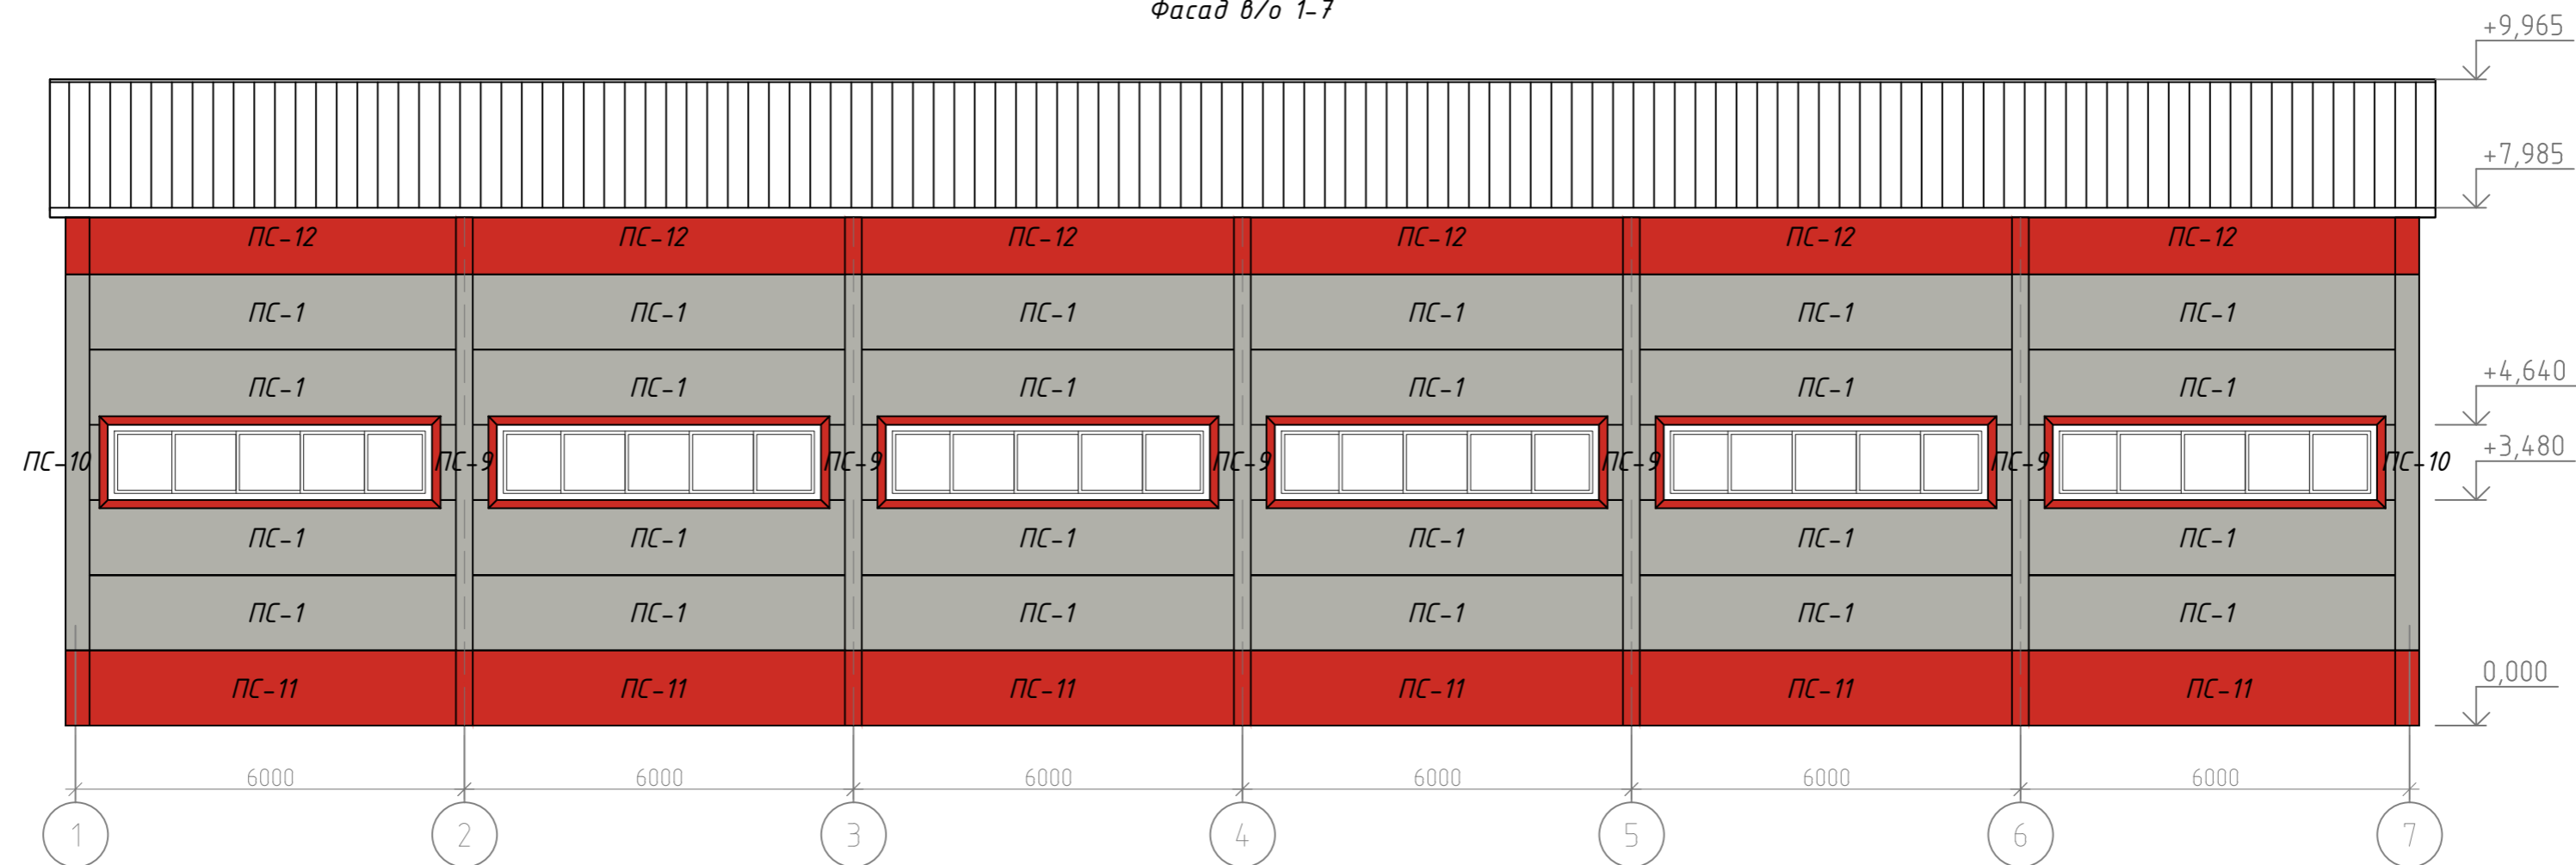 Фасад в/о 1-7
+9,965
+7,985
ПС-12 ПС-12 ПС-12 ПС-12 ПС-12 ПС-12
ПС-1 ПС-1 ПС-1 ПС-1 ПС-1 ПС-1
+4,640
ПС-1 ПС-1 ПС-1 ПС-1 ПС-1 ПС-1
+3,480
ПС-10 ПС-9 ПС-9 ПС-9 ПС-9 ПС-9 ПС-10
ПС-1 ПС-1 ПС-1 ПС-1 ПС-1 ПС-1
ПС-1 ПС-1 ПС-1 ПС-1 ПС-1 ПС-1
0,000
ПС-11 ПС-11 ПС-11 ПС-11 ПС-11 ПС-11
6000 6000 6000 6000 6000 6000
1 2 3 4 5 6 7